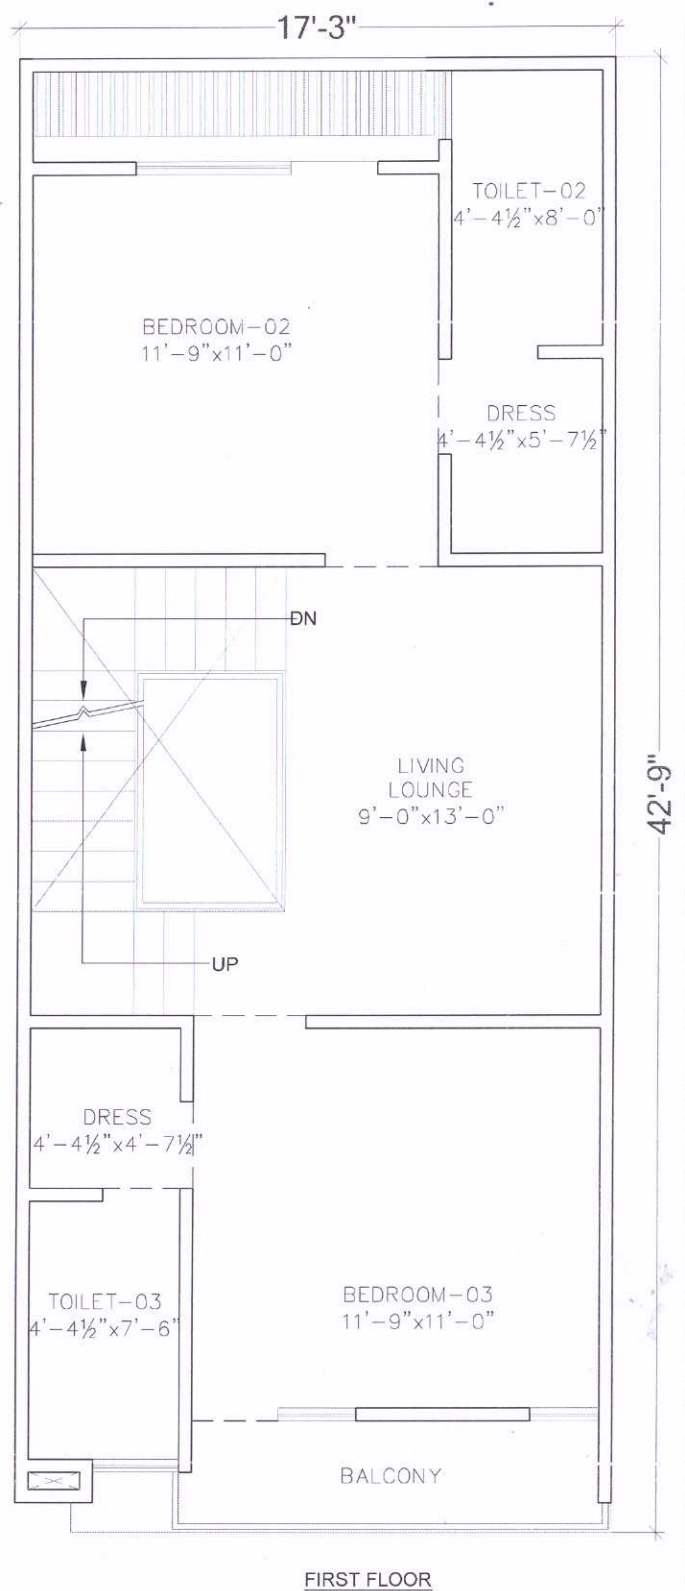 17'-3"
TOILET-02
4'-4½"x8'-0"
BEDROOM-02
11'-9"x11'-0"
DRESS
4'-4½"x5'-7½"
DN
LIVING
LOUNGE
9'-0"x13'-0"
42'-9"
UP
DRESS
4'-4½"x4'-7½"
TOILET-03
4'-4½"x7'-6"
BEDROOM-03
11'-9"x11'-0"
BALCONY
FIRST FLOOR